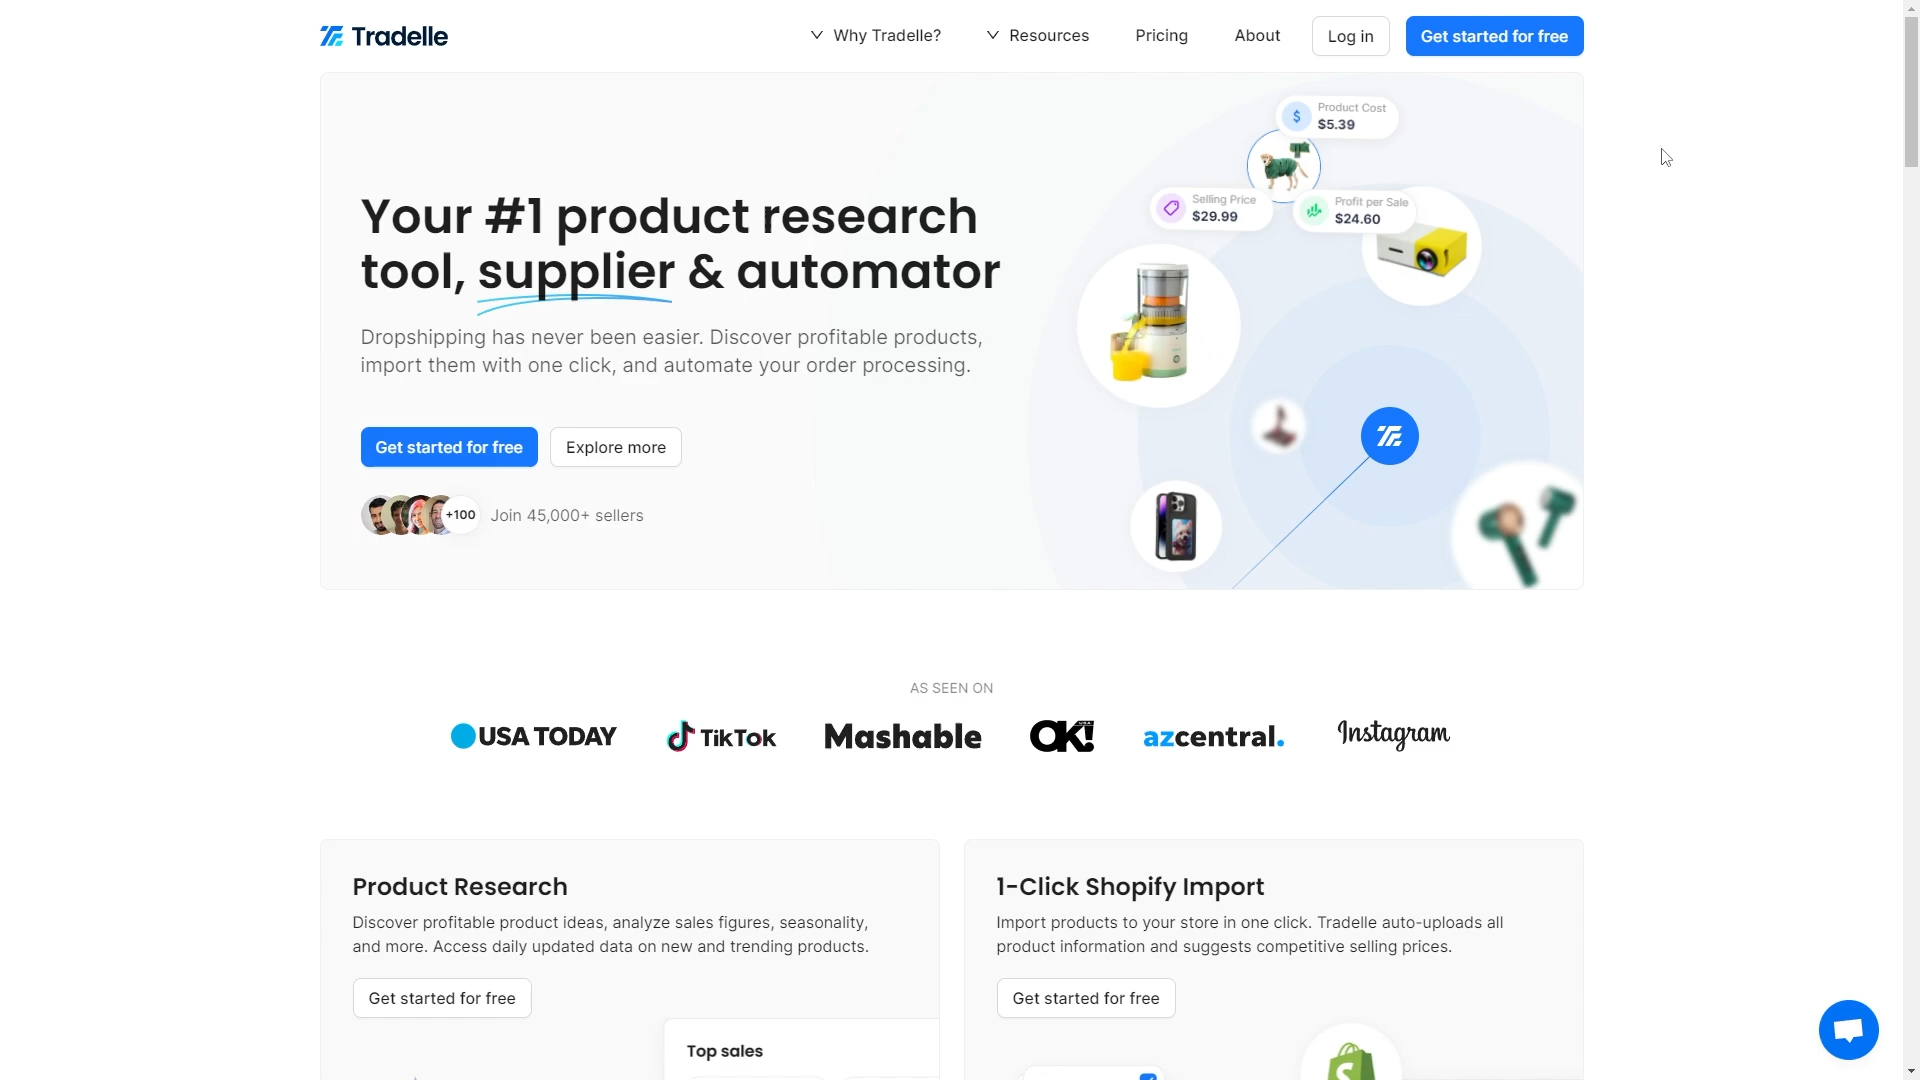 Tradelle
Why Tradelle?
Resources
Pricing
About
Log in
Get started for free
Product Cost
$5.39
Selling Price
$29.99
Profit per Sale
$24.60
Your #1 product research
tool, supplier & automator
Dropshipping has never been easier. Discover profitable products,
import them with one click, and automate your order processing.
Get started for free
Explore more
+100
Join 45,000+ sellers
AS SEEN ON
USA TODAY
TikTok
Mashable
OK!
azcentral.
Instagram
Product Research
Discover profitable product ideas, analyze sales figures, seasonality,
and more. Access daily updated data on new and trending products.
Get started for free
Top sales
1-Click Shopify Import
Import products to your store in one click. Tradelle auto-uploads all
product information and suggests competitive selling prices.
Get started for free